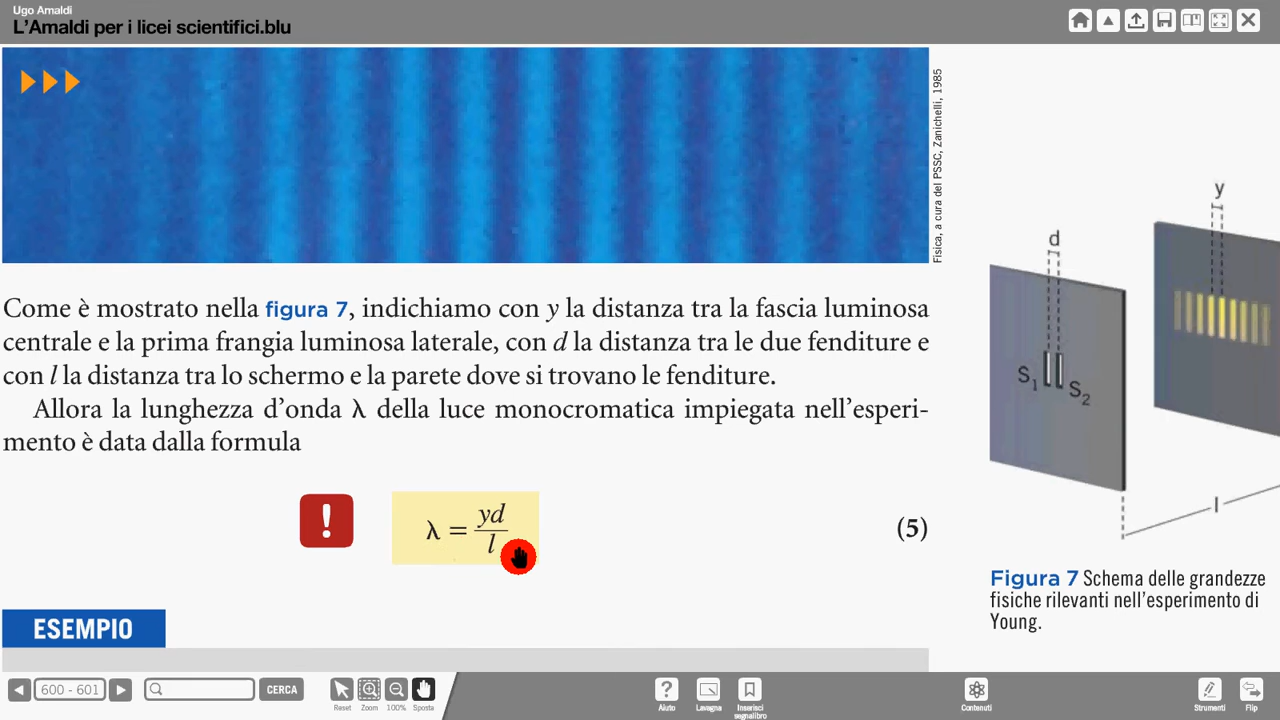 Ugo Amaldi
L'Amaldi per i licei scientifici.blu
Fisica, a cura del PSSC, Zanichelli, 1985
Come è mostrato nella figura 7, indichiamo con y la distanza tra la fascia luminosa
centrale e la prima frangia luminosa laterale, con d la distanza tra le due fenditure e
con l la distanza tra lo schermo e la parete dove si trovano le fenditure.
Allora la lunghezza d'onda λ della luce monocromatica impiegata nell'esperi-
mento è data dalla formula
!
λ = yd/l
(5)
ESEMPIO
y
d
S1
S2
l
Figura 7 Schema delle grandezze
fisiche rilevanti nell'esperimento di
Young.
600 - 601
CERCA
Reset
Zoom
100%
Sposta
?
Aiuto
Lavagna
Inserisci
segnalibro
Contenuti
Strumenti
Flip